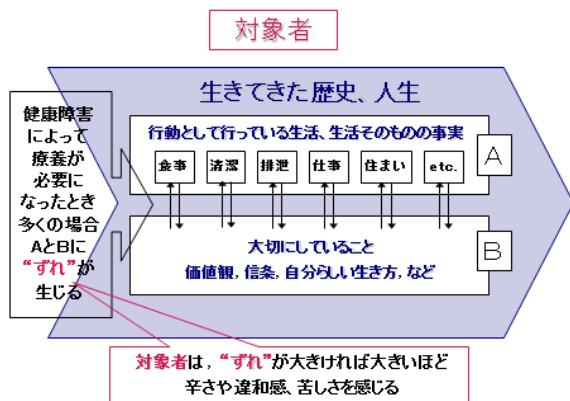 対象者
生きてきた歴史、人生
健康障害
によって
療養が
必要に
なったとき
多くの場合
AとBに
“ずれ”が
生じる
行動として行っている生活、生活そのものの事実
A
食事 清潔 排泄 仕事 住まい etc.
大切にしていること
価値観, 信条, 自分らしい生き方, など
B
対象者は, “ずれ”が大きければ大きいほど
辛さや違和感、苦しさを感じる